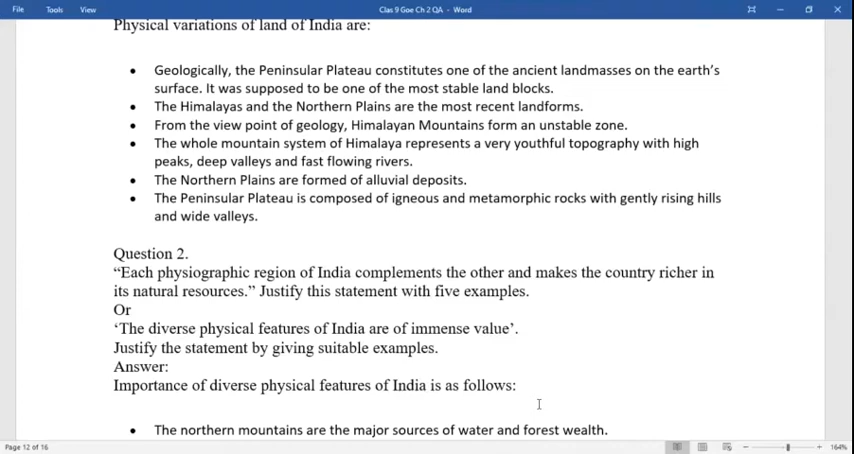 File Tools View Clas 9 Goe Ch 2 QA - Word
Physical variations of land of India are:
• Geologically, the Peninsular Plateau constitutes one of the ancient landmasses on the earth's
surface. It was supposed to be one of the most stable land blocks.
• The Himalayas and the Northern Plains are the most recent landforms.
• From the view point of geology, Himalayan Mountains form an unstable zone.
• The whole mountain system of Himalaya represents a very youthful topography with high
peaks, deep valleys and fast flowing rivers.
• The Northern Plains are formed of alluvial deposits.
• The Peninsular Plateau is composed of igneous and metamorphic rocks with gently rising hills
and wide valleys.
Question 2.
“Each physiographic region of India complements the other and makes the country richer in
its natural resources.” Justify this statement with five examples.
Or
‘The diverse physical features of India are of immense value’.
Justify the statement by giving suitable examples.
Answer:
Importance of diverse physical features of India is as follows:
• The northern mountains are the major sources of water and forest wealth.
Page 12 of 16 164%